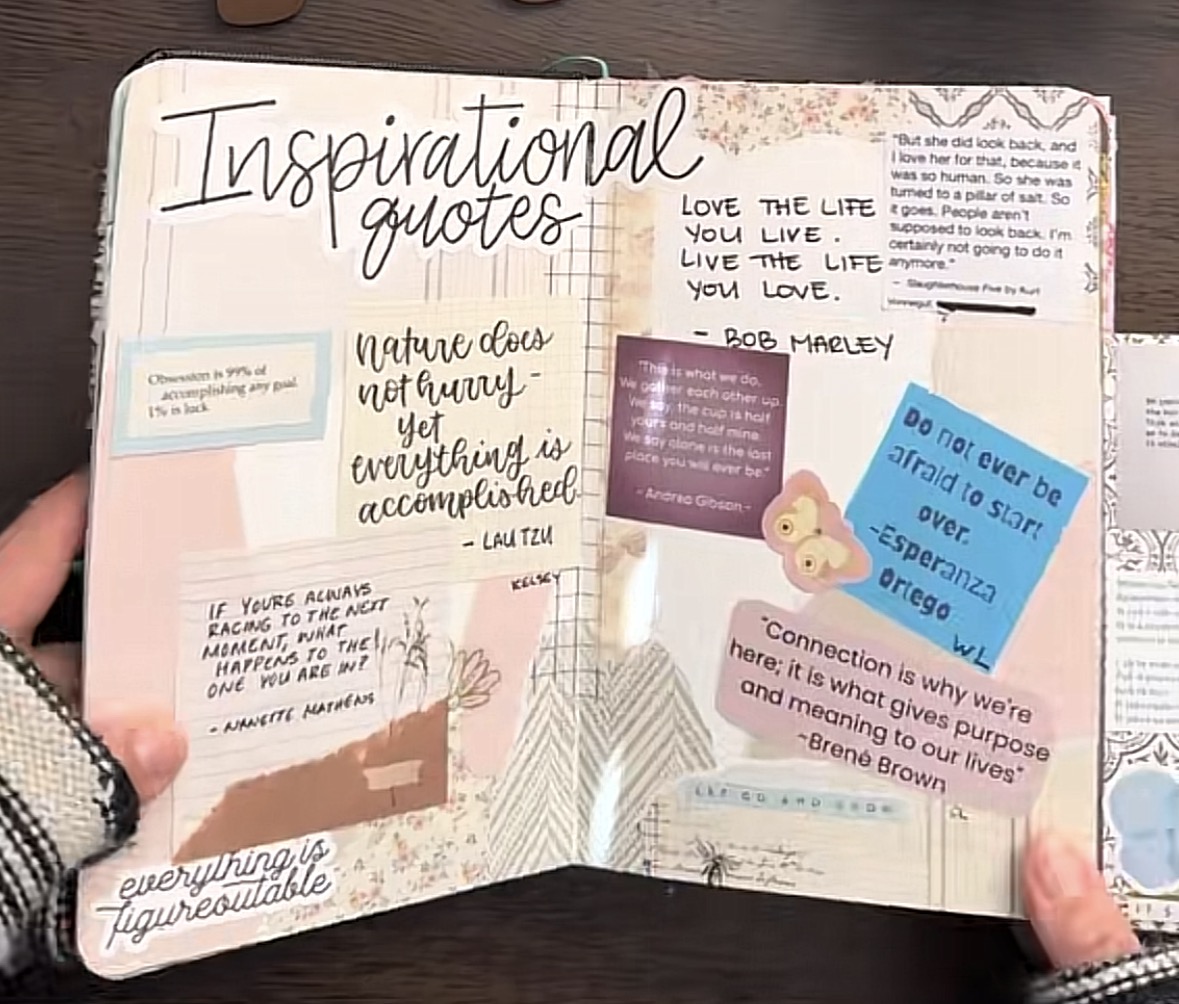 Inspirational
quotes
Obsession is 99% of
accomplishing any goal
1% is luck
nature does
not hurry -
yet
everything is
accomplished.
- LAU TZU
KELSEY
IF YOU'RE ALWAYS
RACING TO THE NEXT
MOMENT, WHAT
HAPPENS TO THE
ONE YOU ARE IN?
- NANETTE MATHEWS
everything is
figureoutable
LOVE THE LIFE
YOU LIVE.
LIVE THE LIFE
YOU LOVE.
- BOB MARLEY
"But she did look back, and
I love her for that, because it
was so human. So she was
turned to a pillar of salt. So
it goes. People aren't
supposed to look back. I'm
certainly not going to do it
anymore."
- Slaughterhouse Five by Kurt
Vonnegut
"This is what we do.
We gather each other up.
We say, the cup is half
yours and half mine.
We say alone is the last
place you will ever be."
- Andrea Gibson -
Do not ever be
afraid to start
over.
-Esperanza
Ortego
WL
"Connection is why we're
here; it is what gives purpose
and meaning to our lives"
~Brené Brown